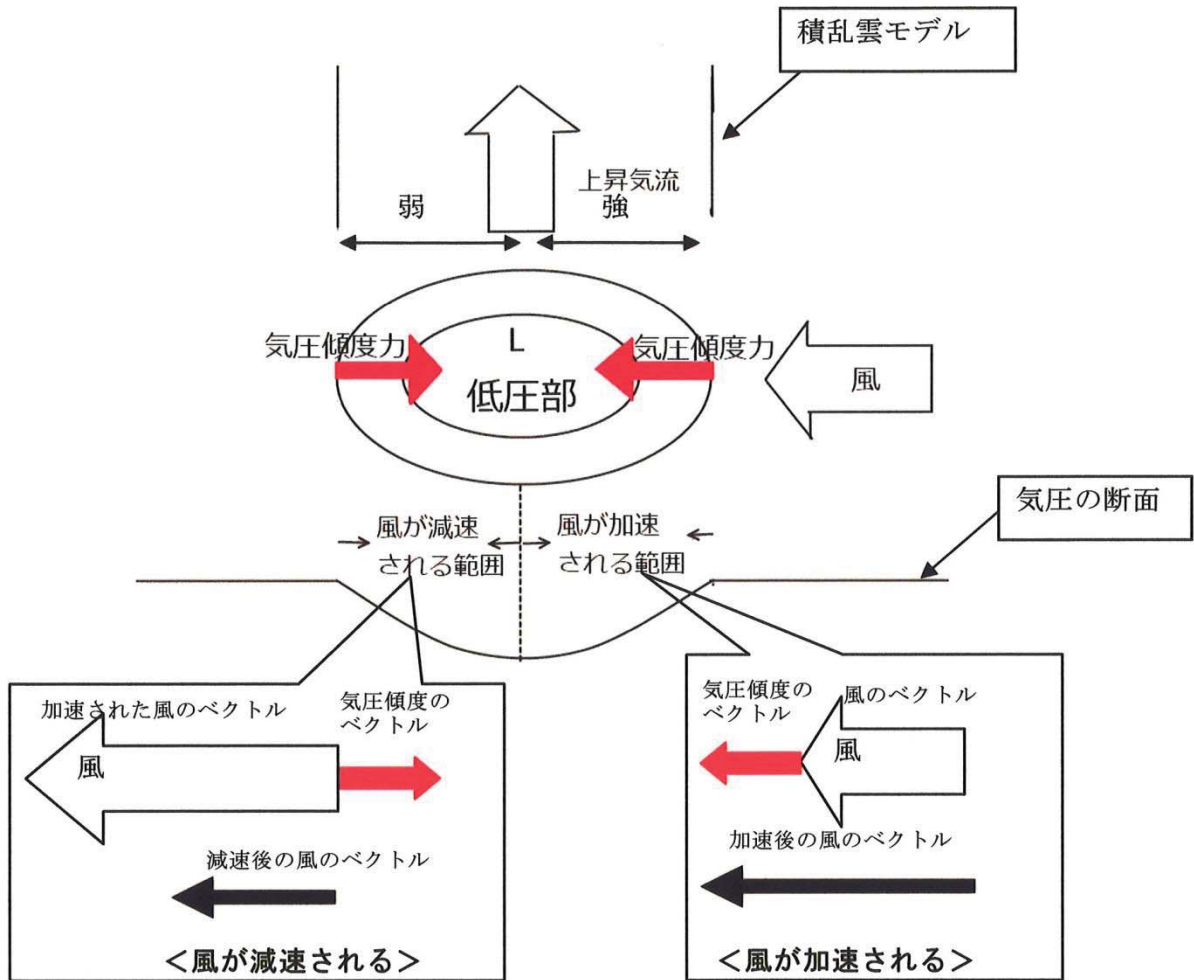 積乱雲モデル
上昇気流
弱
強
気圧傾度力
L
気圧傾度力
低圧部
風
気圧の断面
風が減速
される範囲
風が加速
される範囲
加速された風のベクトル
気圧傾度の
ベクトル
風
減速後の風のベクトル
<風が減速される>
気圧傾度の
ベクトル
風のベクトル
風
加速後の風のベクトル
<風が加速される>